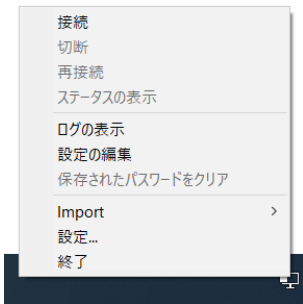 接続
切断
再接続
ステータスの表示
ログの表示
設定の編集
保存されたパスワードをクリア
Import
設定...
終了